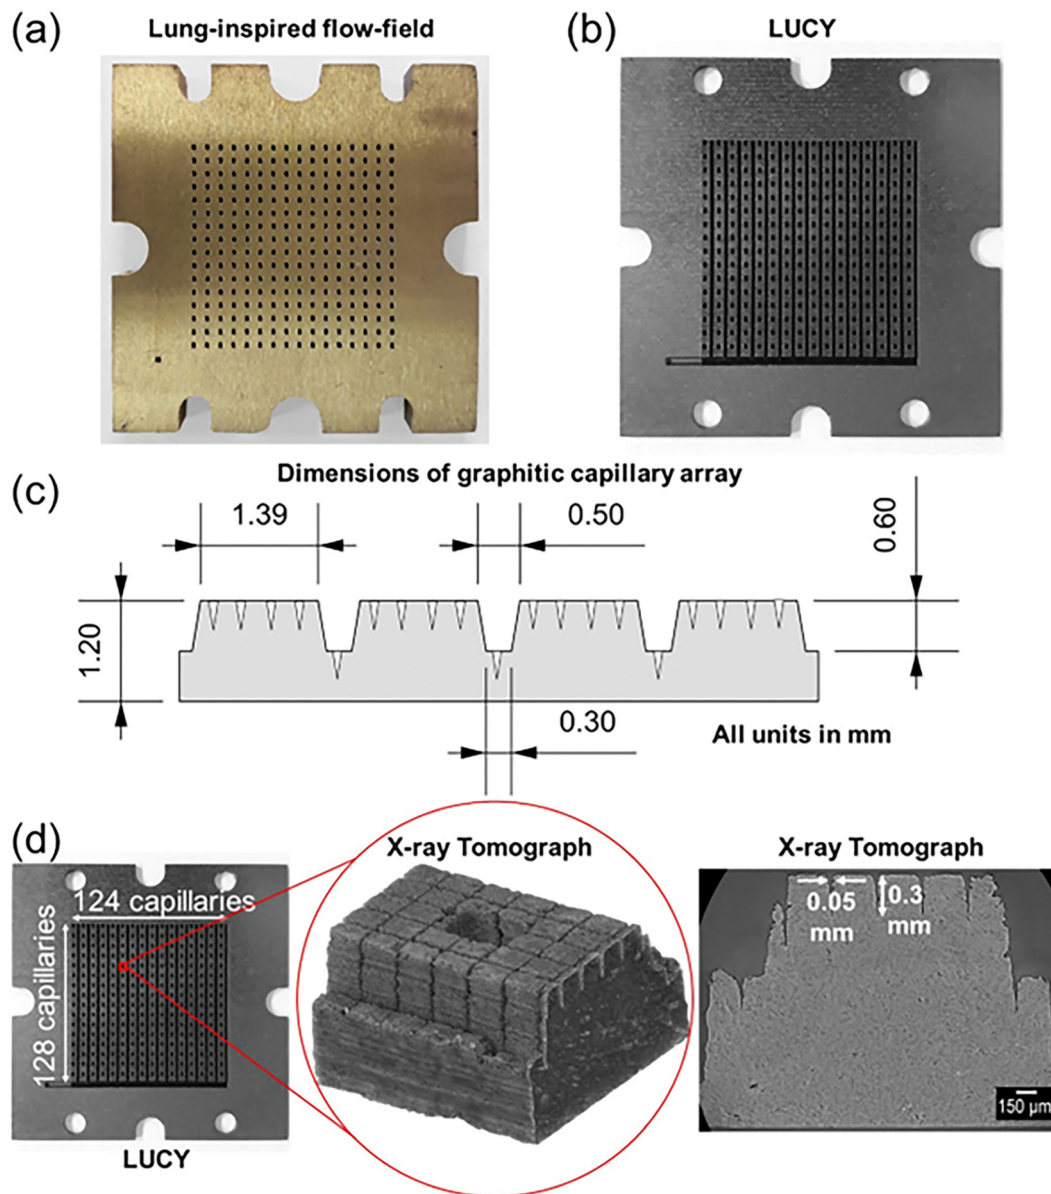 (a)
Lung-inspired flow-field
(b)
LUCY
(c)
Dimensions of graphitic capillary array
1.39
0.50
0.60
1.20
0.30
All units in mm
(d)
124 capillaries
128 capillaries
LUCY
X-ray Tomograph
X-ray Tomograph
0.05
mm
0.3
mm
150 µm